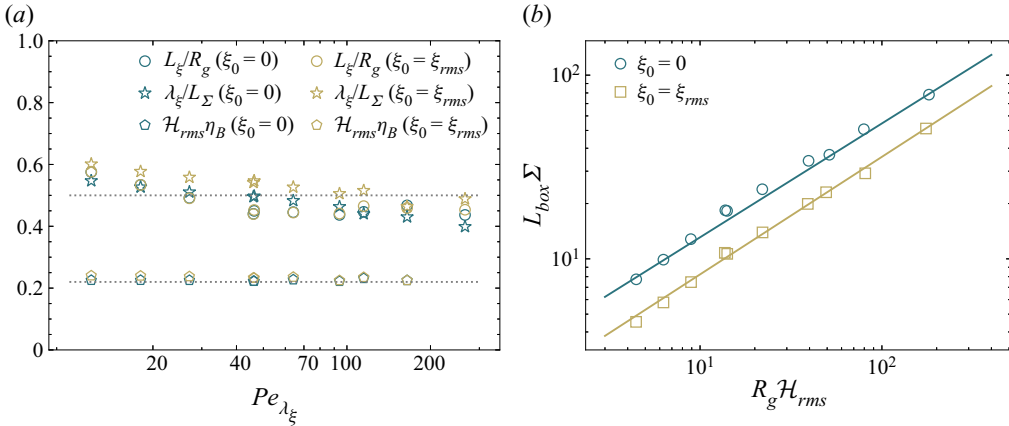 (a)
1.0
0.8
0.6
0.4
0.2
0
L_ξ/R_g (ξ_0 = 0)
L_ξ/R_g (ξ_0 = ξ_rms)
λ_ξ/L_Σ (ξ_0 = 0)
λ_ξ/L_Σ (ξ_0 = ξ_rms)
ℋ_rms η_B (ξ_0 = 0)
ℋ_rms η_B (ξ_0 = ξ_rms)
20 40 70 100 200
Pe_λ_ξ
(b)
L_box Σ
10^2
10^1
ξ_0 = 0
ξ_0 = ξ_rms
10^1 10^2
R_g ℋ_rms